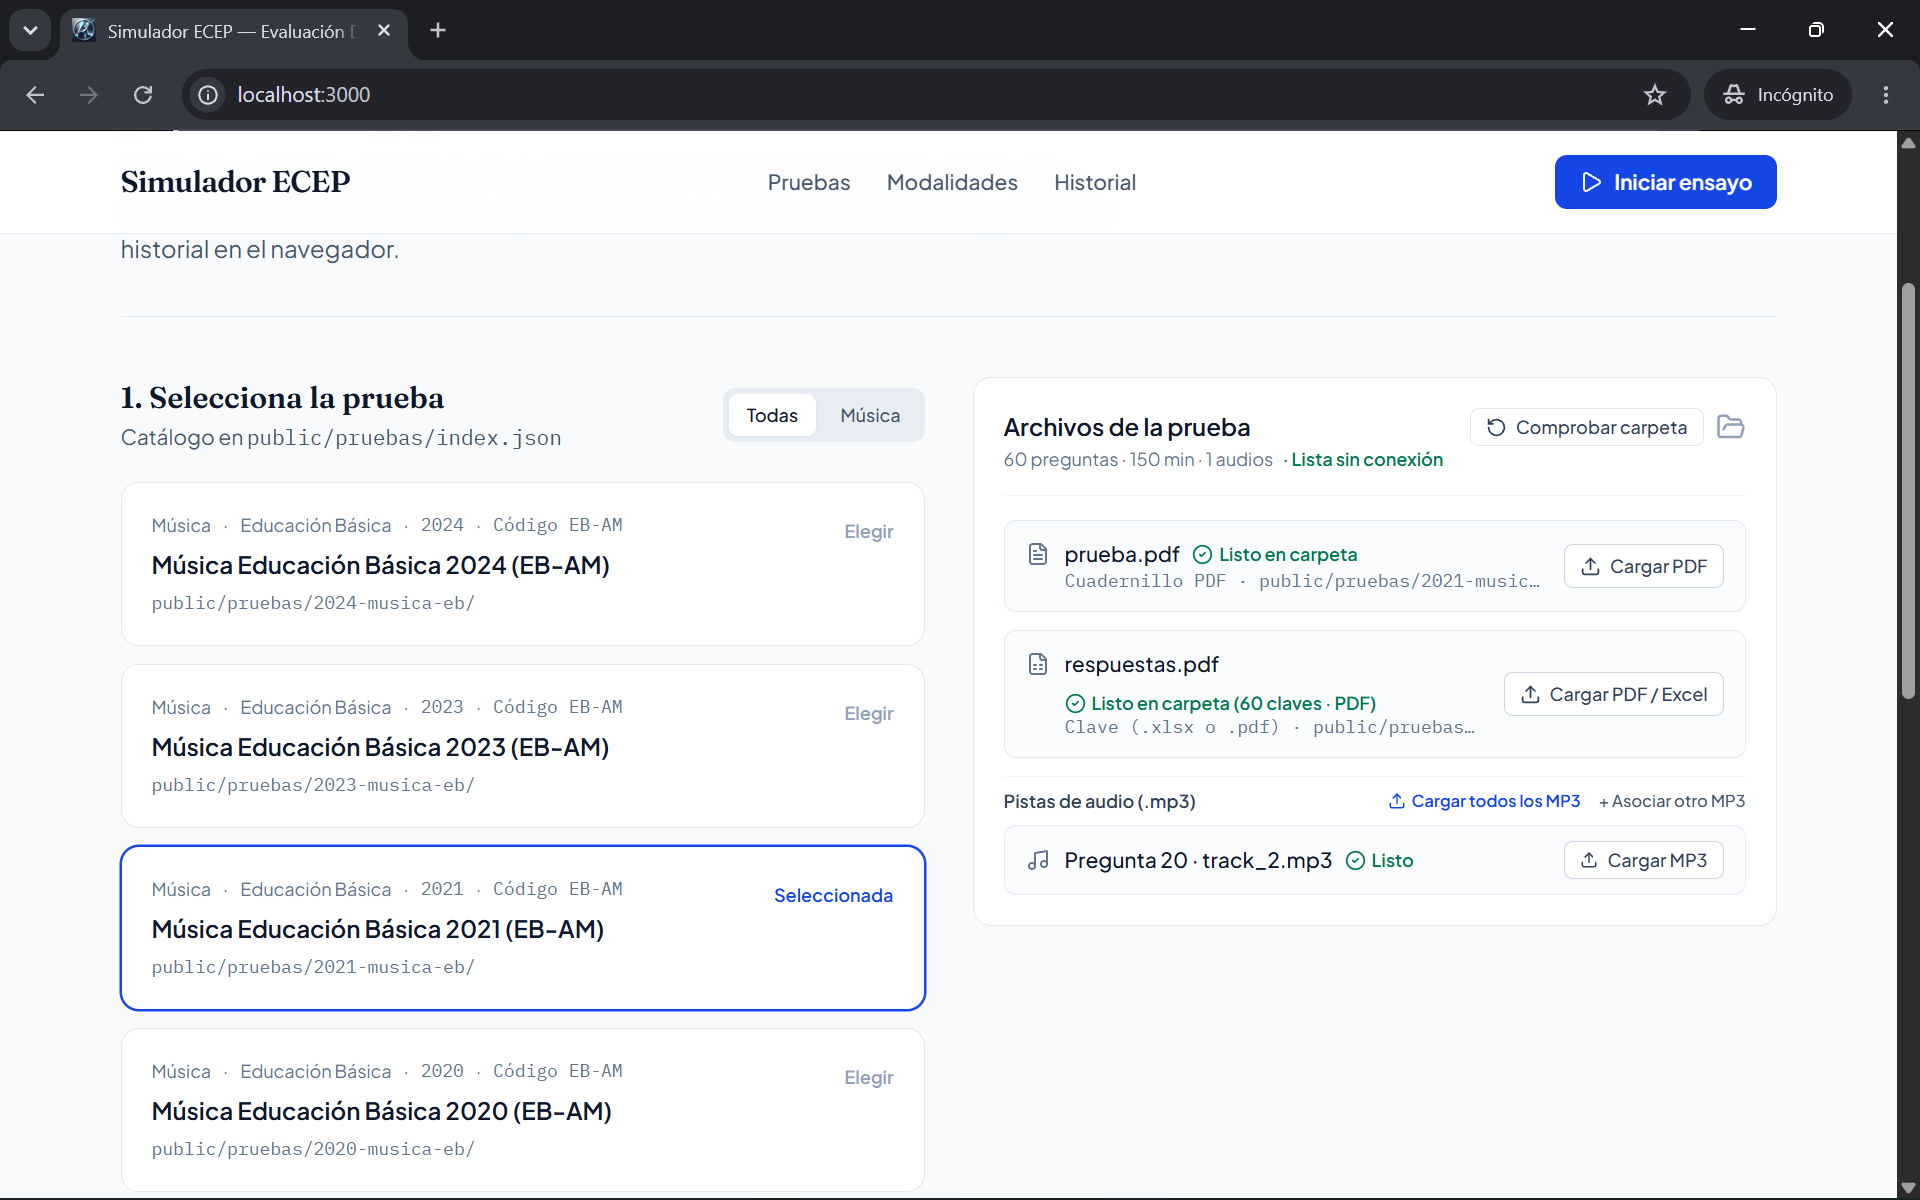 Simulador ECEP — Evaluación D
localhost:3000
Incógnito
Simulador ECEP
Pruebas
Modalidades
Historial
Iniciar ensayo
historial en el navegador.
1. Selecciona la prueba
Catálogo en public/pruebas/index.json
Todas
Música
Música · Educación Básica · 2024 · Código EB-AM
Elegir
Música Educación Básica 2024 (EB-AM)
public/pruebas/2024-musica-eb/
Música · Educación Básica · 2023 · Código EB-AM
Elegir
Música Educación Básica 2023 (EB-AM)
public/pruebas/2023-musica-eb/
Música · Educación Básica · 2021 · Código EB-AM
Seleccionada
Música Educación Básica 2021 (EB-AM)
public/pruebas/2021-musica-eb/
Música · Educación Básica · 2020 · Código EB-AM
Elegir
Música Educación Básica 2020 (EB-AM)
public/pruebas/2020-musica-eb/
Archivos de la prueba
Comprobar carpeta
60 preguntas · 150 min · 1 audios · Lista sin conexión
prueba.pdf Listo en carpeta
Cuadernillo PDF · public/pruebas/2021-music…
Cargar PDF
respuestas.pdf
Listo en carpeta (60 claves · PDF)
Clave (.xlsx o .pdf) · public/pruebas…
Cargar PDF / Excel
Pistas de audio (.mp3)
Cargar todos los MP3
+ Asociar otro MP3
Pregunta 20 · track_2.mp3 Listo
Cargar MP3